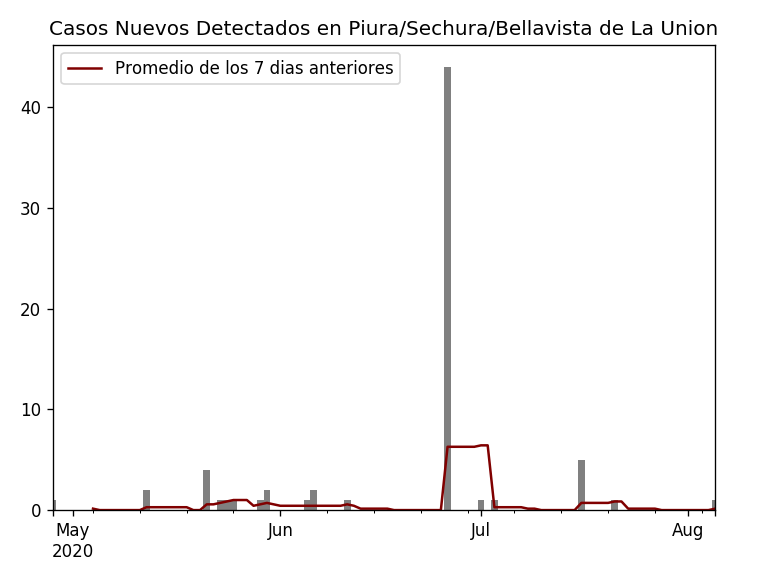 Casos Nuevos Detectados en Piura/Sechura/Bellavista de La Union
Promedio de los 7 dias anteriores
40
30
20
10
0
May Jun Jul Aug
2020